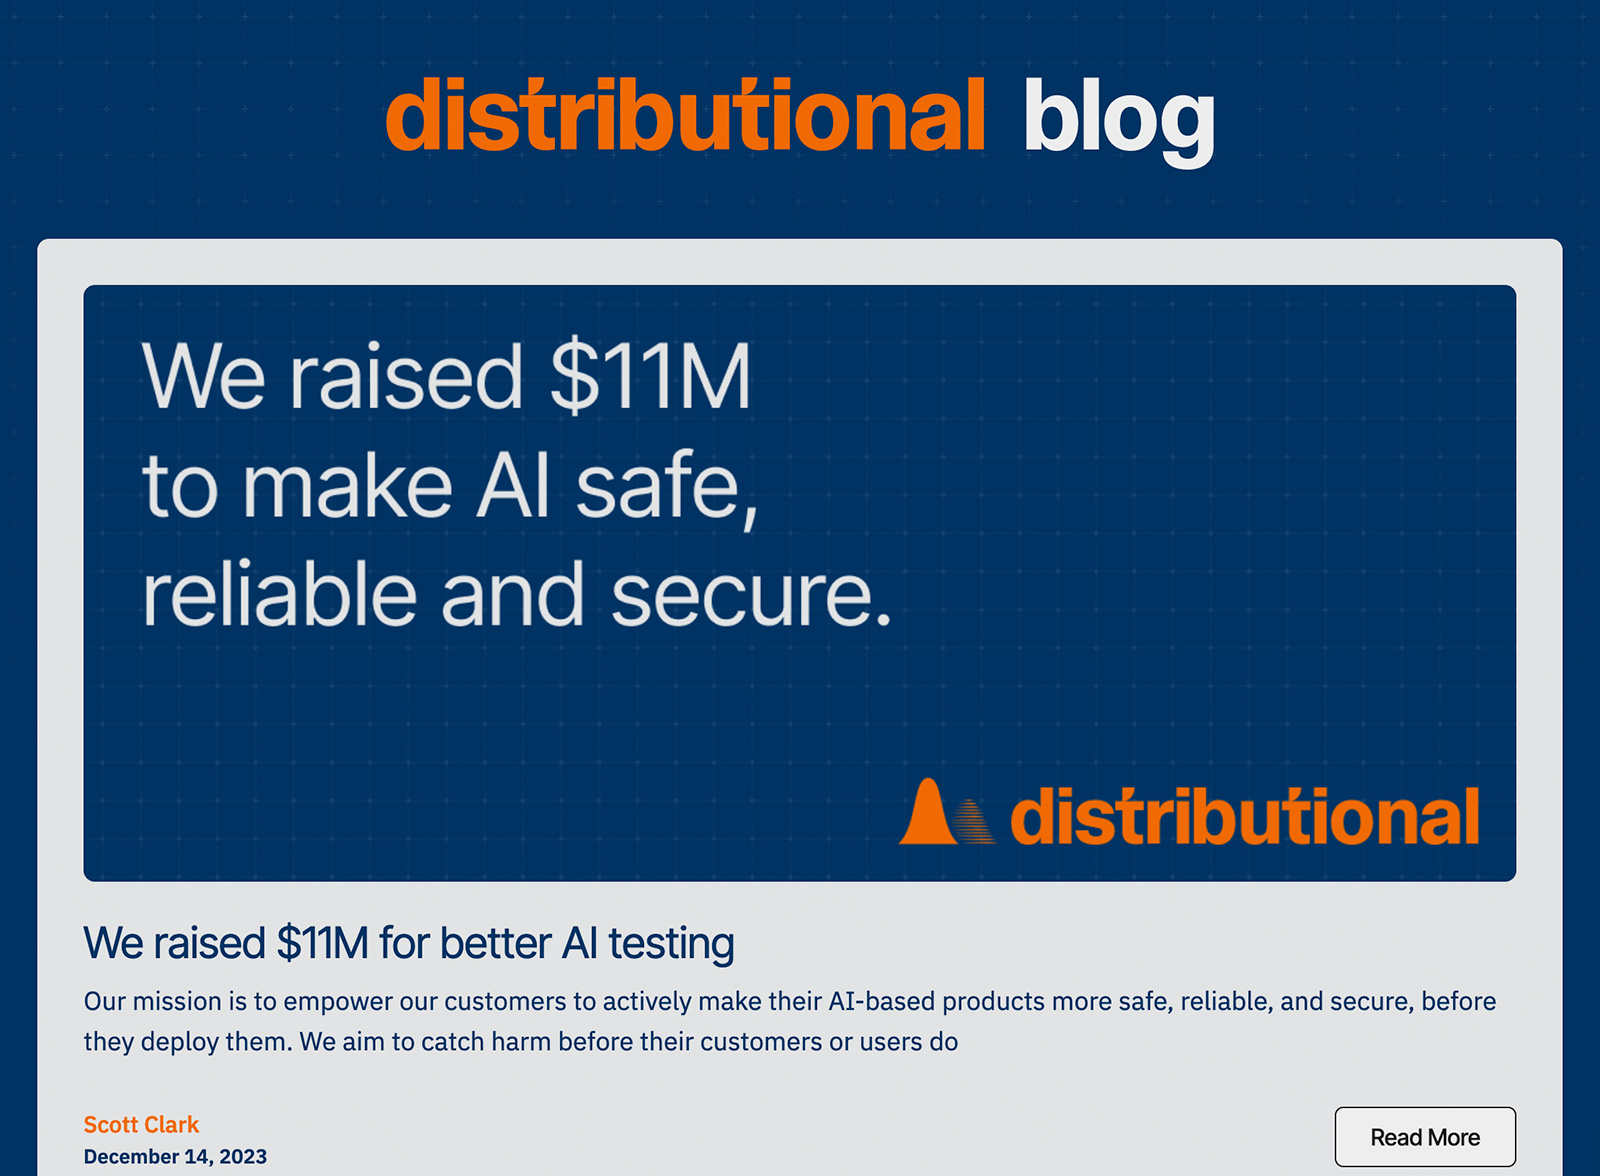 distributional blog
We raised $11M
to make AI safe,
reliable and secure.
distributional
We raised $11M for better AI testing
Our mission is to empower our customers to actively make their AI-based products more safe, reliable, and secure, before
they deploy them. We aim to catch harm before their customers or users do
Scott Clark
December 14, 2023
Read More